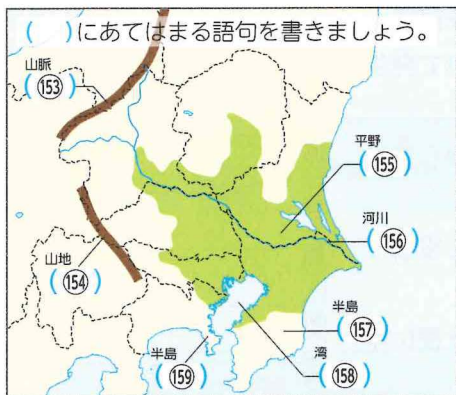 ( )にあてはまる語句を書きましょう。
山脈
(153)
平野
(155)
河川
(156)
山地
(154)
半島
(157)
半島
(159)
湾
(158)